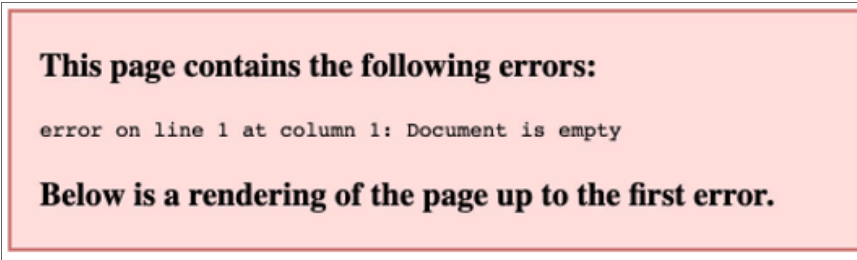 This page contains the following errors:
error on line 1 at column 1: Document is empty
Below is a rendering of the page up to the first error.